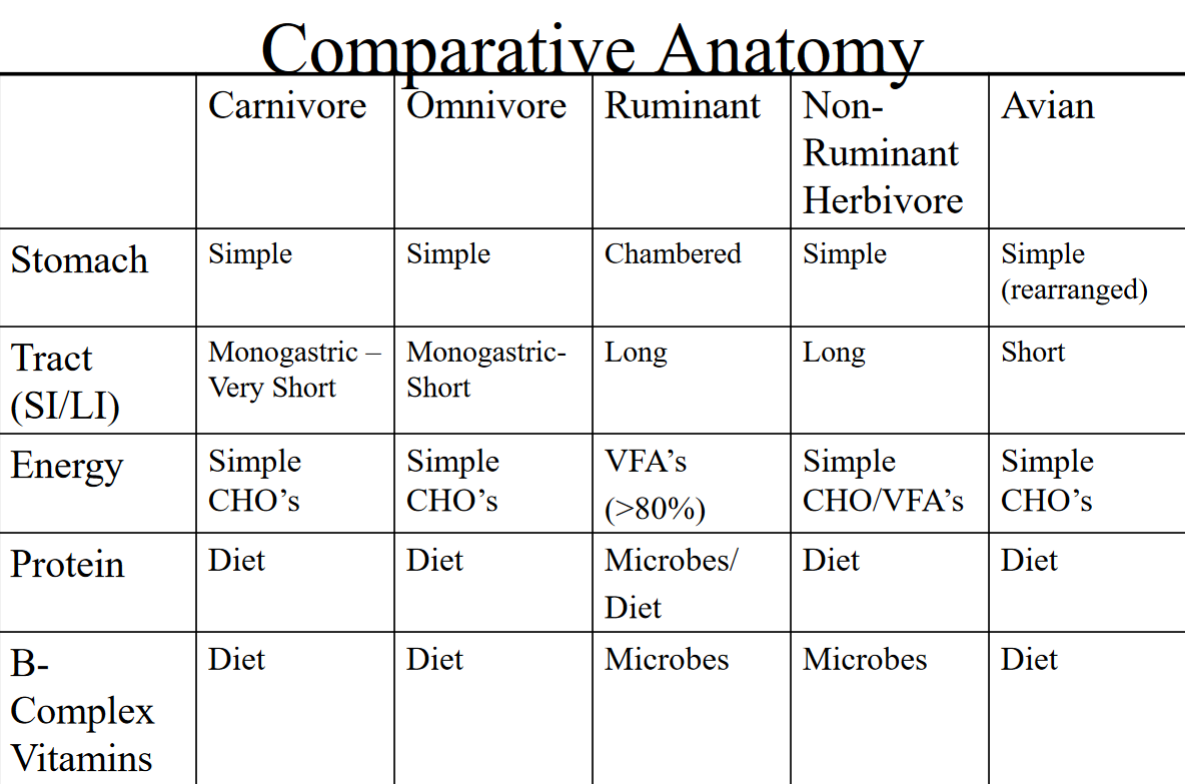 Comparative Anatomy
Carnivore
Omnivore
Ruminant
Non-
Ruminant
Herbivore
Avian
Stomach
Simple
Simple
Chambered
Simple
Simple
(rearranged)
Tract
(SI/LI)
Monogastric –
Very Short
Monogastric-
Short
Long
Long
Short
Energy
Simple
CHO’s
Simple
CHO’s
VFA’s
(>80%)
Simple
CHO/VFA’s
Simple
CHO’s
Protein
Diet
Diet
Microbes/
Diet
Diet
Diet
B-
Complex
Vitamins
Diet
Diet
Microbes
Microbes
Diet